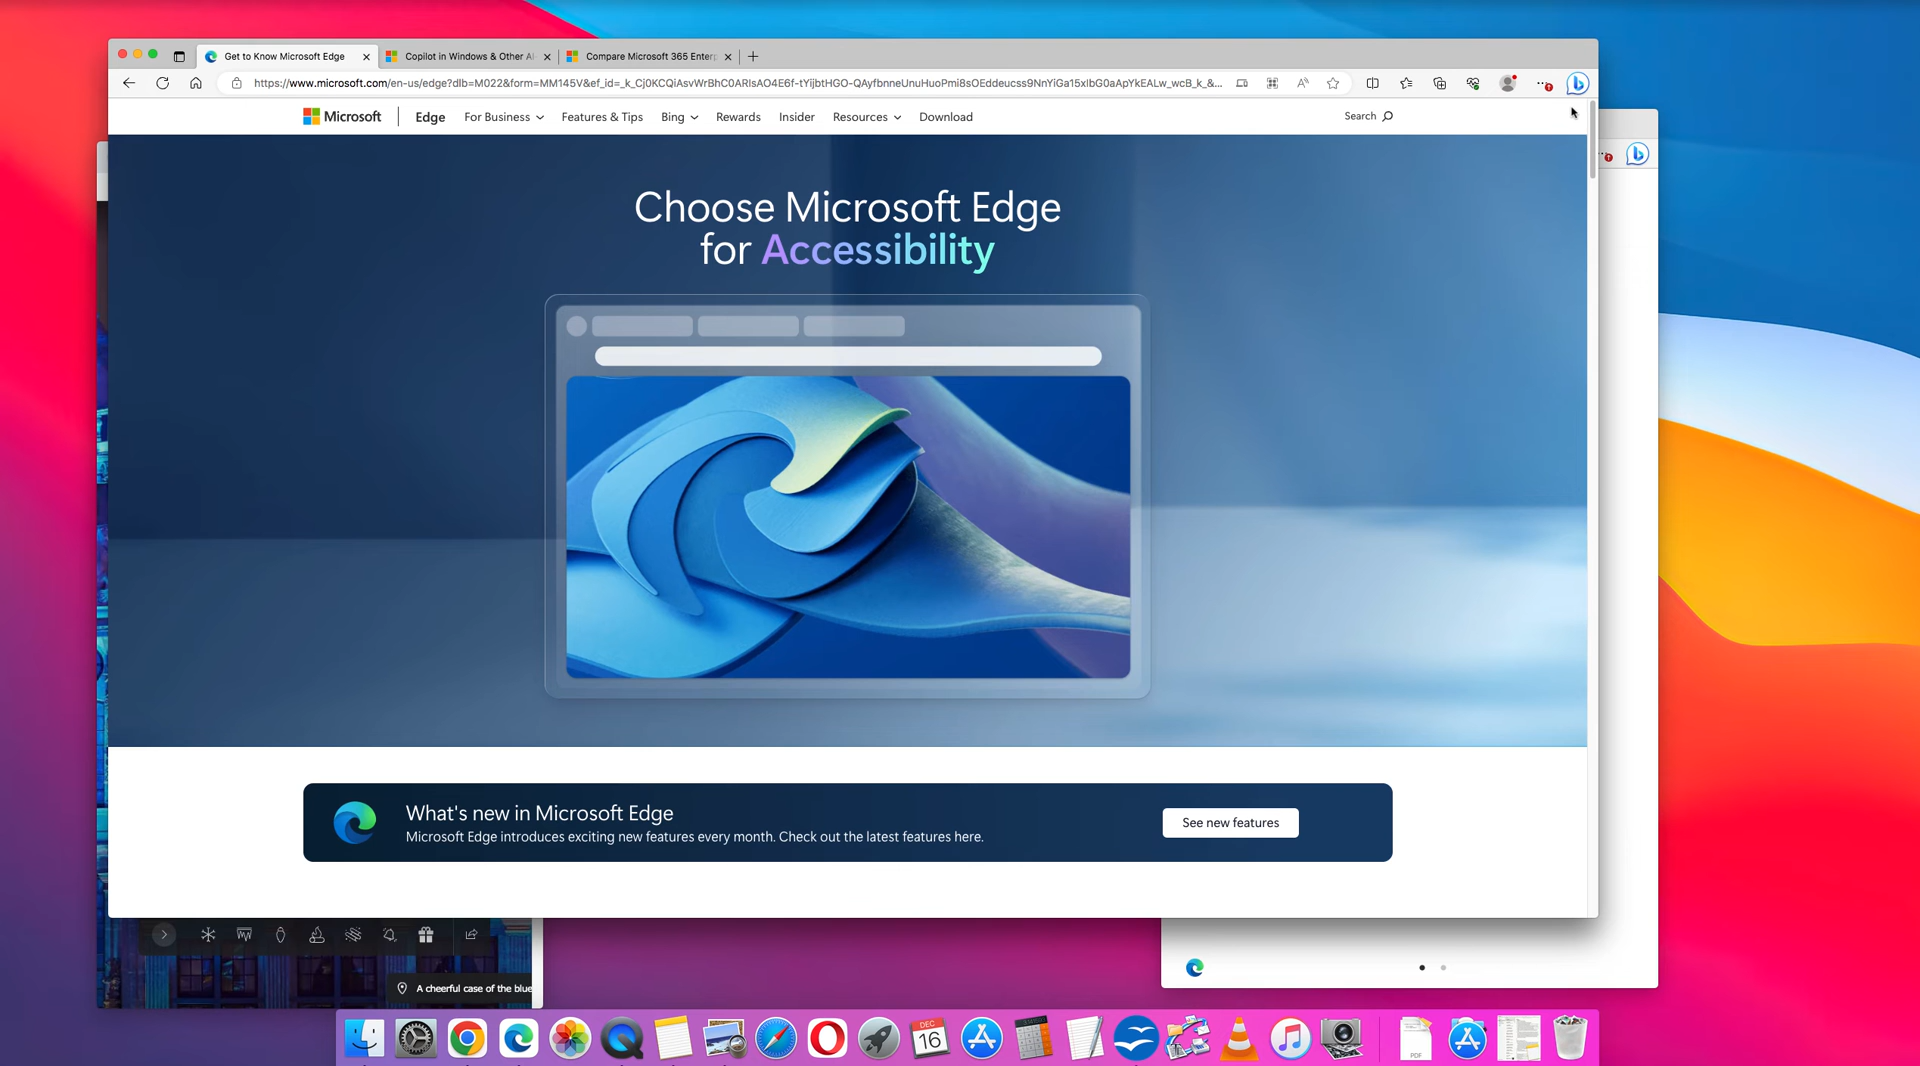 Get to Know Microsoft Edge
Copilot in Windows & Other AI
Compare Microsoft 365 Enterp
https://www.microsoft.com/en-us/edge?dlb=M022&form=MM145V&ef_id=_k_Cj0KCQiAsvWrBhC0ARIsAO4E6f-tYijbtHGO-QAyfbnneUnuHuoPmi8sOEddeucss9NnYiGa15xIbG0aApYkEALw_wcB_k_&...
Microsoft
Edge
For Business
Features & Tips
Bing
Rewards
Insider
Resources
Download
Search
Choose Microsoft Edge
for Accessibility
What's new in Microsoft Edge
Microsoft Edge introduces exciting new features every month. Check out the latest features here.
See new features
A cheerful case of the blue
DEC
16
PDF